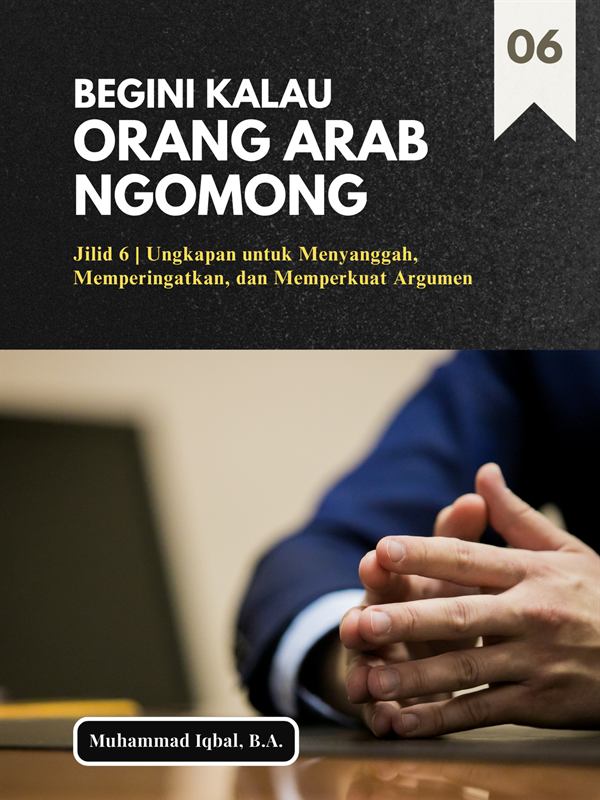 06
BEGINI KALAU
ORANG ARAB
NGOMONG
Jilid 6 | Ungkapan untuk Menyanggah,
Memperingatkan, dan Memperkuat Argumen
Muhammad Iqbal, B.A.